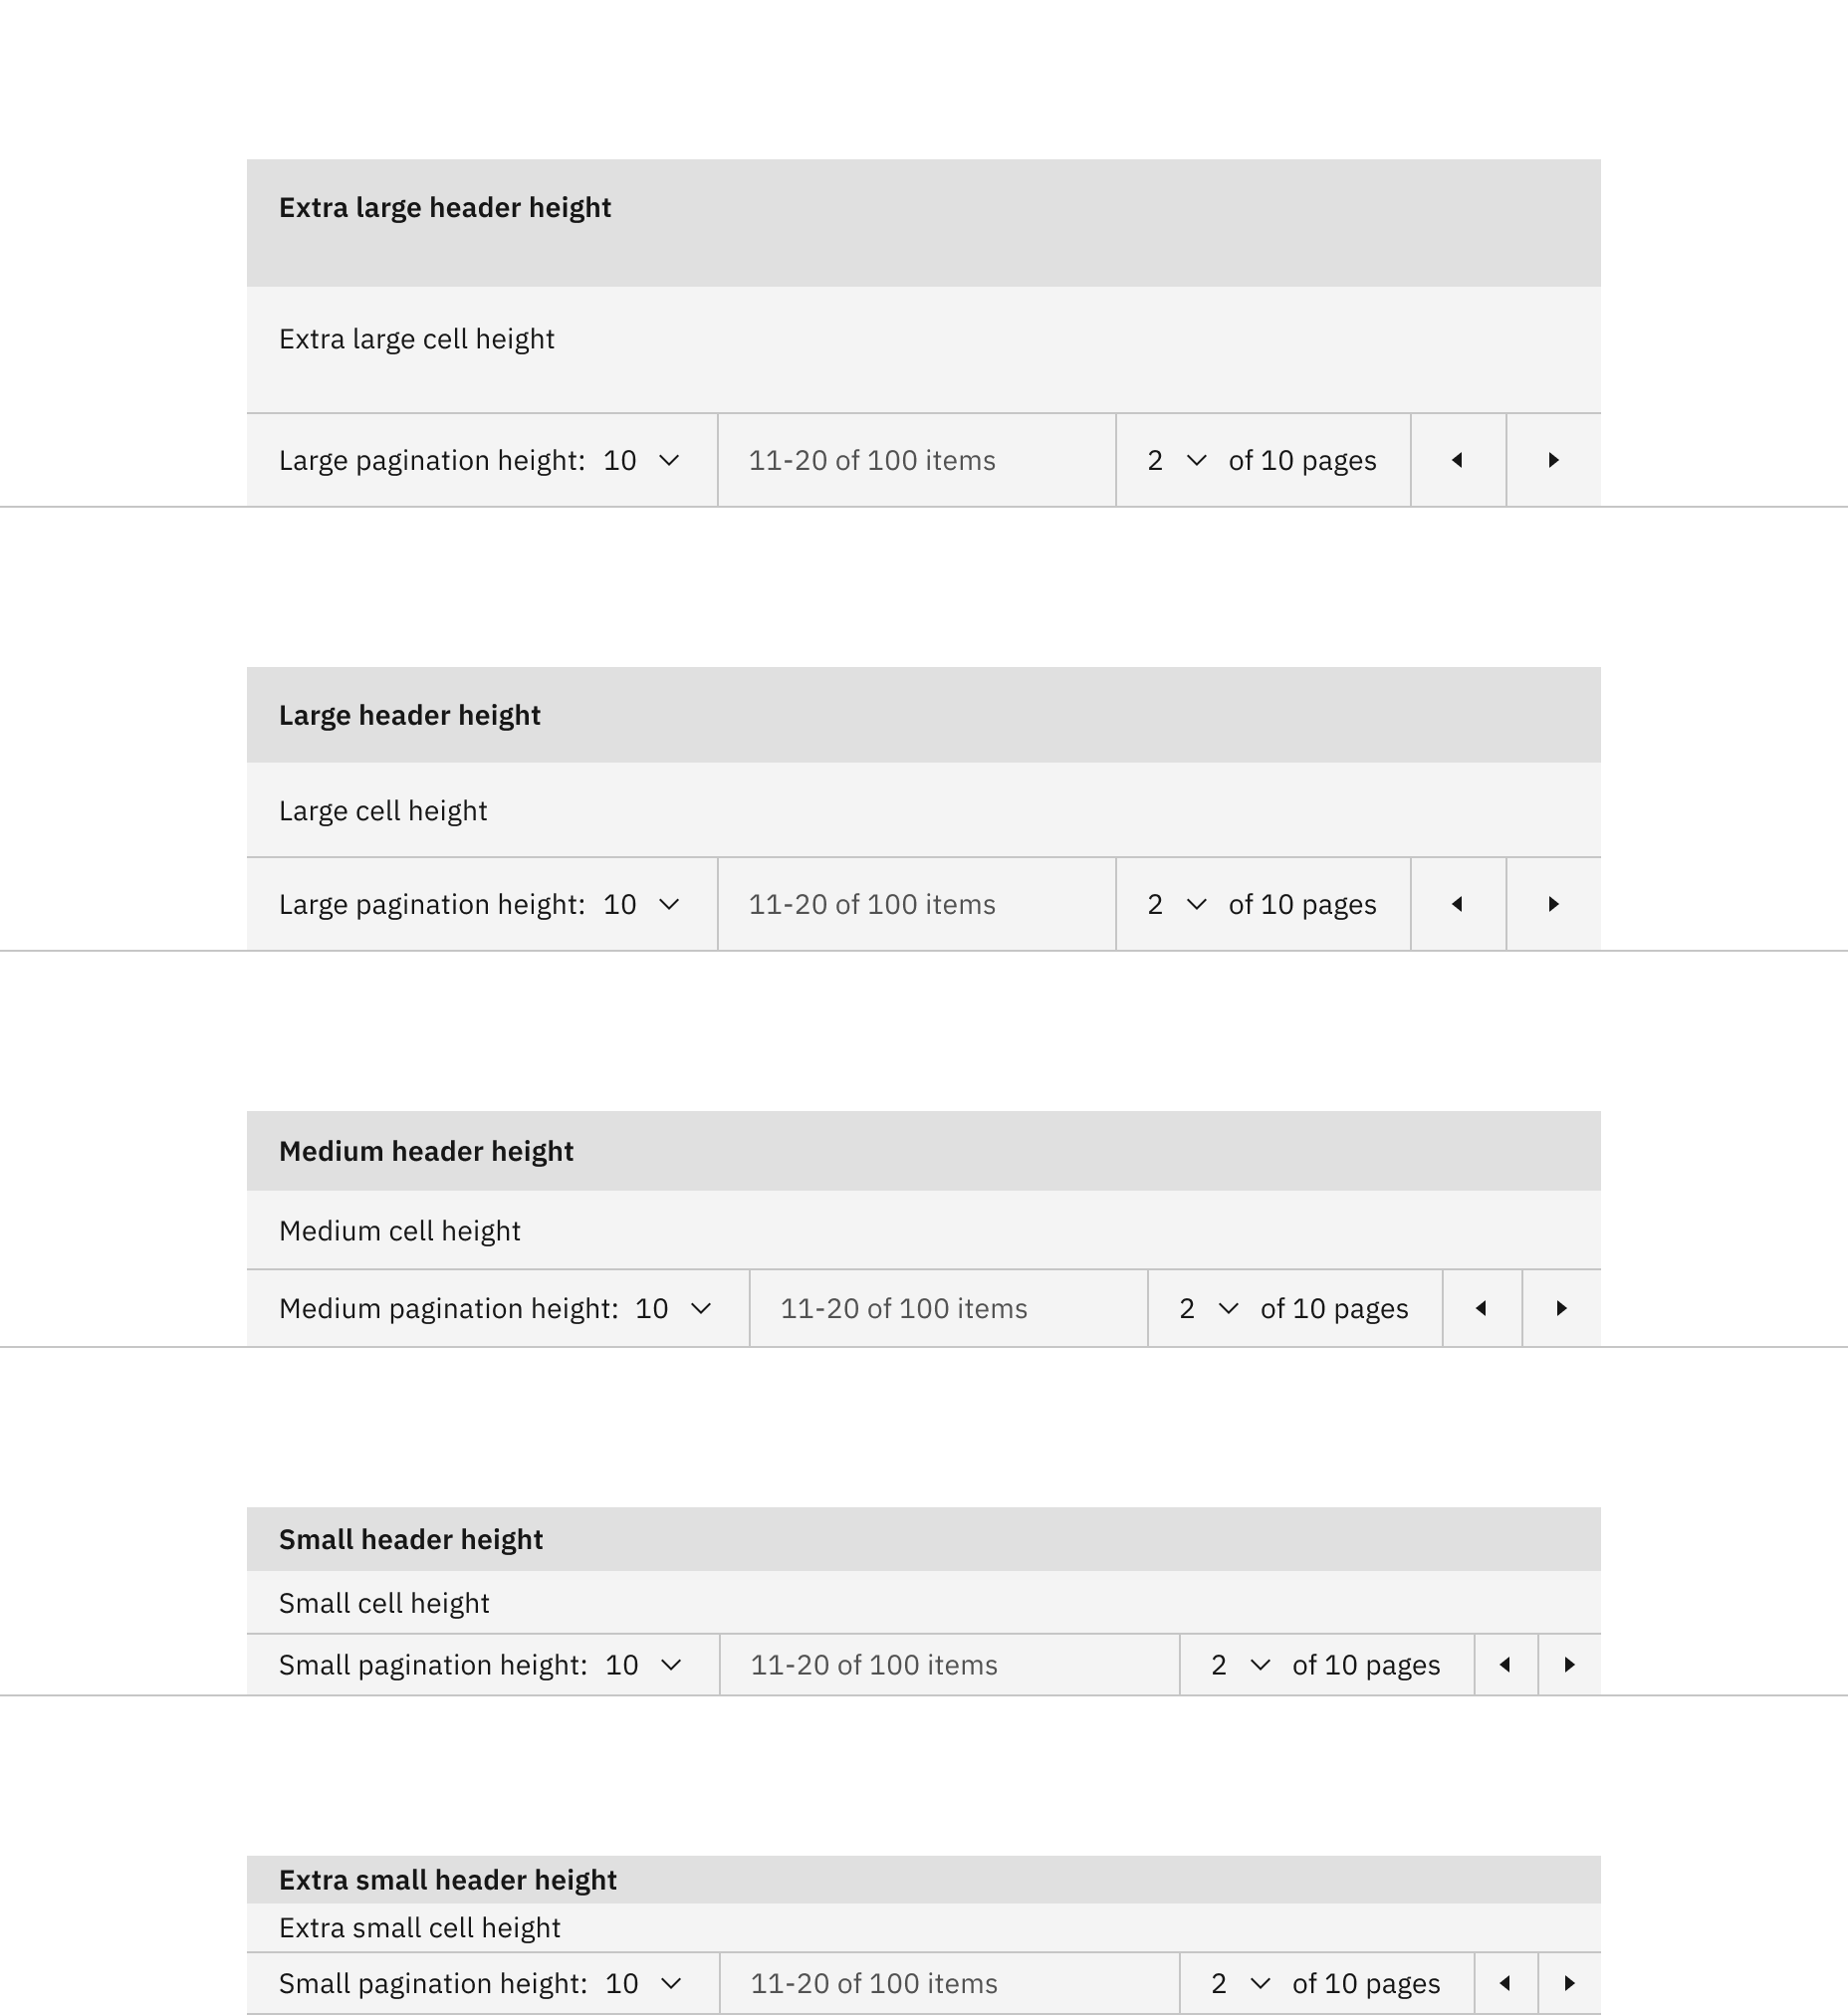 Extra large header height
Extra large cell height
Large pagination height: 10 11-20 of 100 items 2 of 10 pages
Large header height
Large cell height
Large pagination height: 10 11-20 of 100 items 2 of 10 pages
Medium header height
Medium cell height
Medium pagination height: 10 11-20 of 100 items 2 of 10 pages
Small header height
Small cell height
Small pagination height: 10 11-20 of 100 items 2 of 10 pages
Extra small header height
Extra small cell height
Small pagination height: 10 11-20 of 100 items 2 of 10 pages